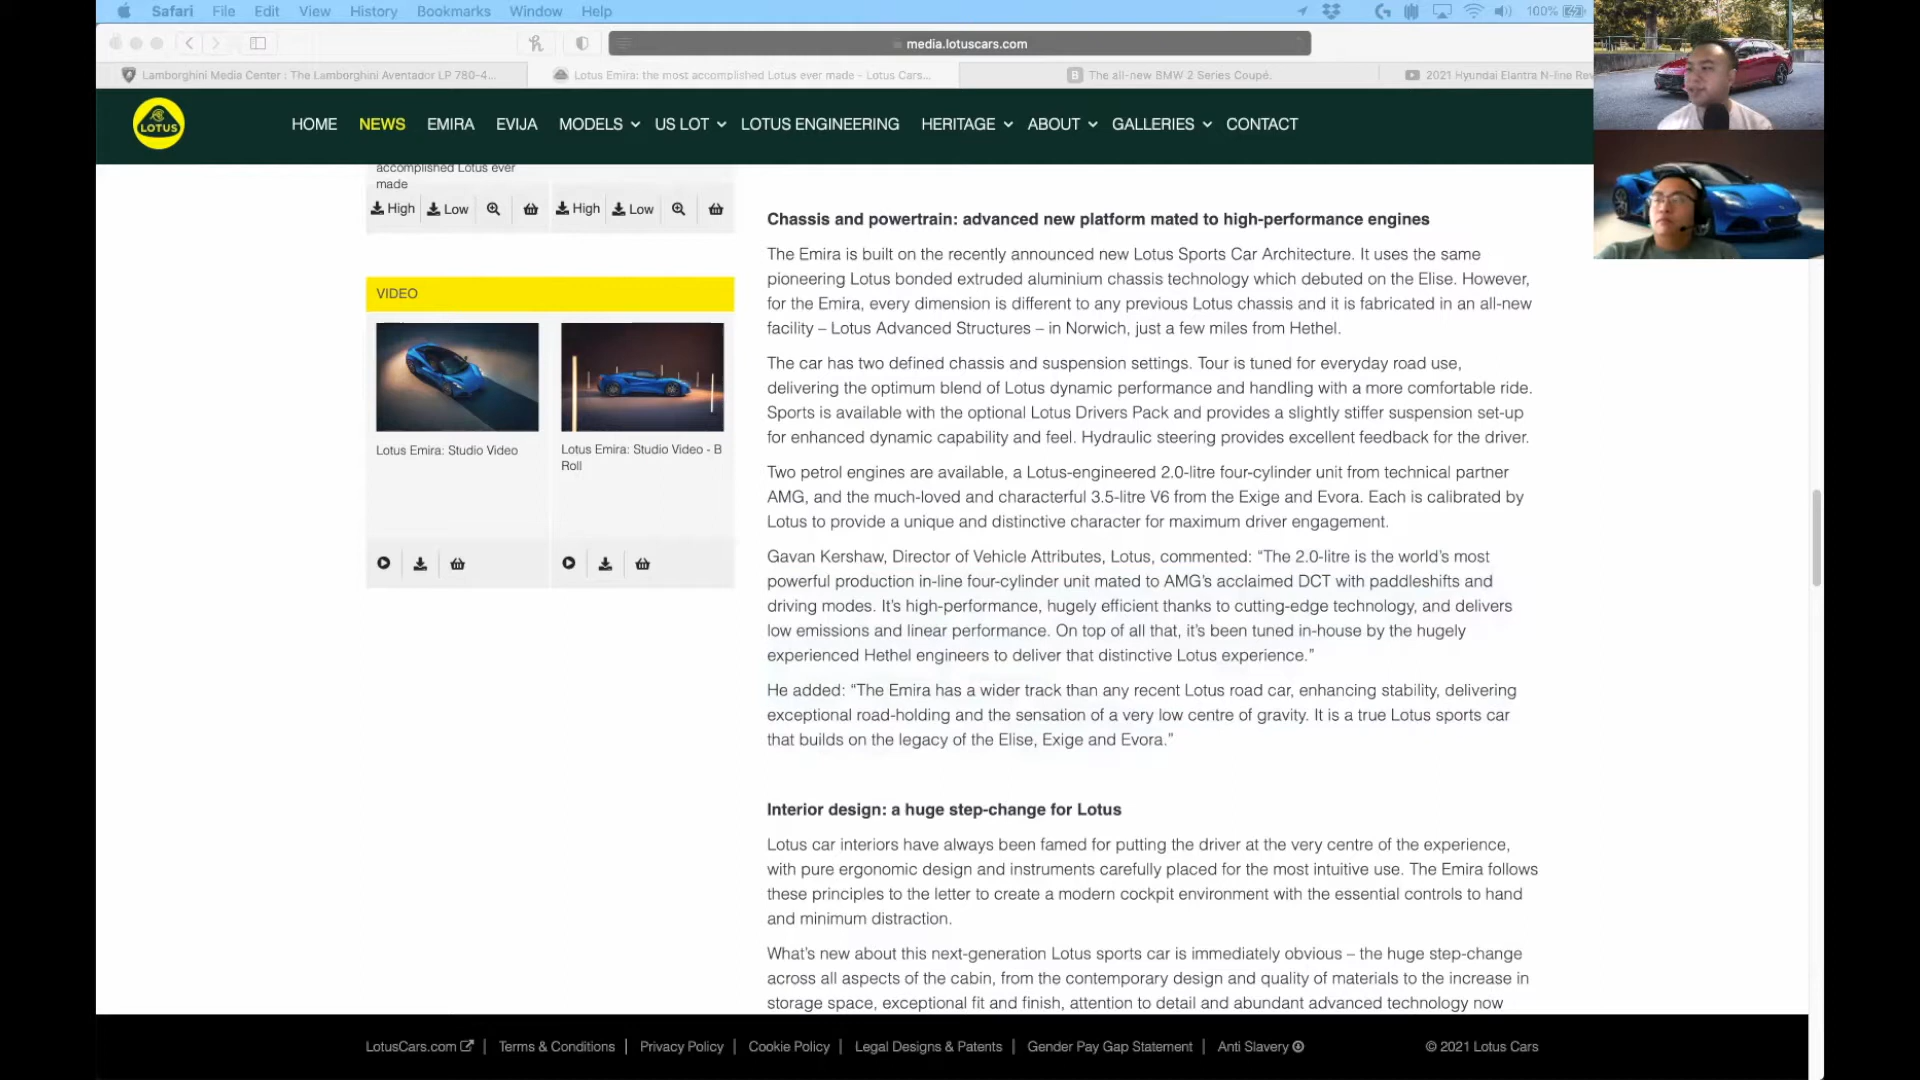 Safari File Edit View History Bookmarks Window Help 100%
media.lotuscars.com
Lamborghini Media Center : The Lamborghini Aventador LP 780-4...
Lotus Emira: the most accomplished Lotus ever made - Lotus Cars...
The all-new BMW 2 Series Coupé.
2021 Hyundai Elantra N-line Rev
LOTUS
HOME NEWS EMIRA EVIJA MODELS US LOT LOTUS ENGINEERING HERITAGE ABOUT GALLERIES CONTACT
accomplished Lotus ever
made
High Low High Low
VIDEO
Lotus Emira: Studio Video
Lotus Emira: Studio Video - B
Roll
Chassis and powertrain: advanced new platform mated to high-performance engines
The Emira is built on the recently announced new Lotus Sports Car Architecture. It uses the same
pioneering Lotus bonded extruded aluminium chassis technology which debuted on the Elise. However,
for the Emira, every dimension is different to any previous Lotus chassis and it is fabricated in an all-new
facility – Lotus Advanced Structures – in Norwich, just a few miles from Hethel.
The car has two defined chassis and suspension settings. Tour is tuned for everyday road use,
delivering the optimum blend of Lotus dynamic performance and handling with a more comfortable ride.
Sports is available with the optional Lotus Drivers Pack and provides a slightly stiffer suspension set-up
for enhanced dynamic capability and feel. Hydraulic steering provides excellent feedback for the driver.
Two petrol engines are available, a Lotus-engineered 2.0-litre four-cylinder unit from technical partner
AMG, and the much-loved and characterful 3.5-litre V6 from the Exige and Evora. Each is calibrated by
Lotus to provide a unique and distinctive character for maximum driver engagement.
Gavan Kershaw, Director of Vehicle Attributes, Lotus, commented: “The 2.0-litre is the world’s most
powerful production in-line four-cylinder unit mated to AMG’s acclaimed DCT with paddleshifts and
driving modes. It’s high-performance, hugely efficient thanks to cutting-edge technology, and delivers
low emissions and linear performance. On top of all that, it’s been tuned in-house by the hugely
experienced Hethel engineers to deliver that distinctive Lotus experience.”
He added: “The Emira has a wider track than any recent Lotus road car, enhancing stability, delivering
exceptional road-holding and the sensation of a very low centre of gravity. It is a true Lotus sports car
that builds on the legacy of the Elise, Exige and Evora.”
Interior design: a huge step-change for Lotus
Lotus car interiors have always been famed for putting the driver at the very centre of the experience,
with pure ergonomic design and instruments carefully placed for the most intuitive use. The Emira follows
these principles to the letter to create a modern cockpit environment with the essential controls to hand
and minimum distraction.
What’s new about this next-generation Lotus sports car is immediately obvious – the huge step-change
across all aspects of the cabin, from the contemporary design and quality of materials to the increase in
storage space, exceptional fit and finish, attention to detail and abundant advanced technology now
LotusCars.com | Terms & Conditions | Privacy Policy | Cookie Policy | Legal Designs & Patents | Gender Pay Gap Statement | Anti Slavery © 2021 Lotus Cars